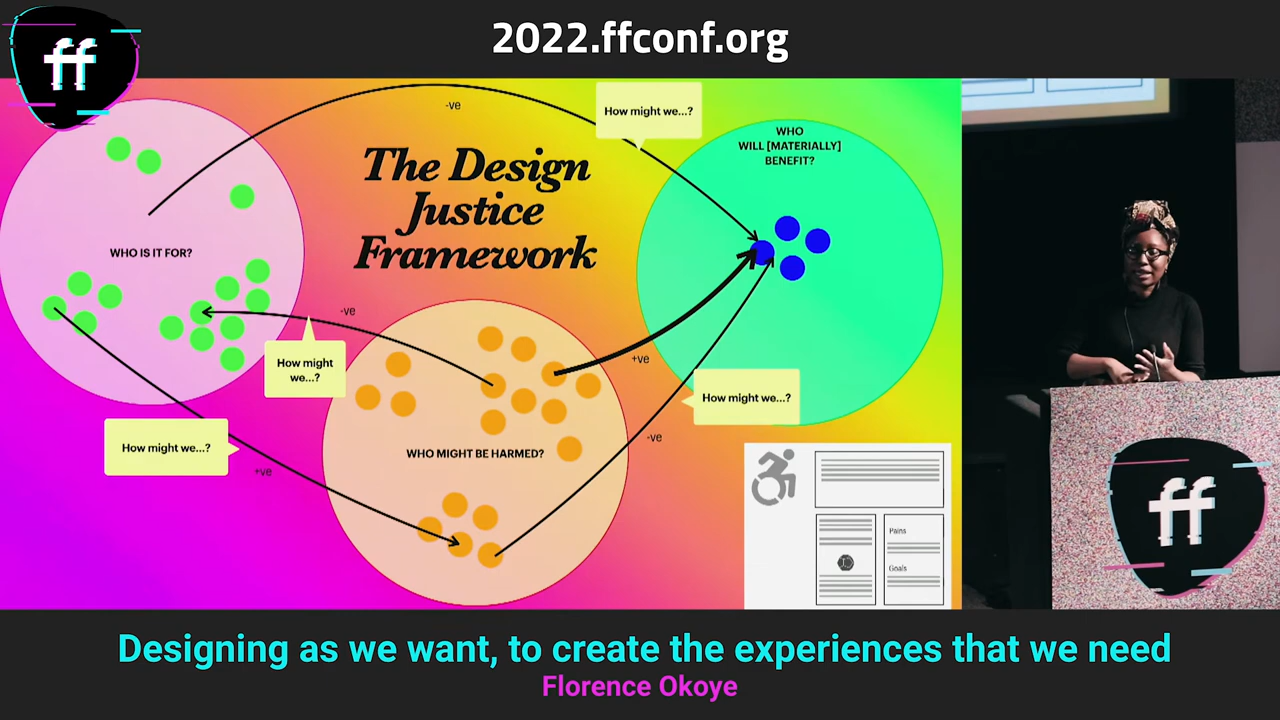 2022.ffconf.org
ff
-ve
How might we...?
WHO
WILL [MATERIALLY]
BENEFIT?
The Design
Justice
Framework
WHO IS IT FOR?
-ve
How might
we...?
+ve
How might we...?
-ve
How might we...?
+ve
WHO MIGHT BE HARMED?
Pains
Goals
ff
Designing as we want, to create the experiences that we need
Florence Okoye